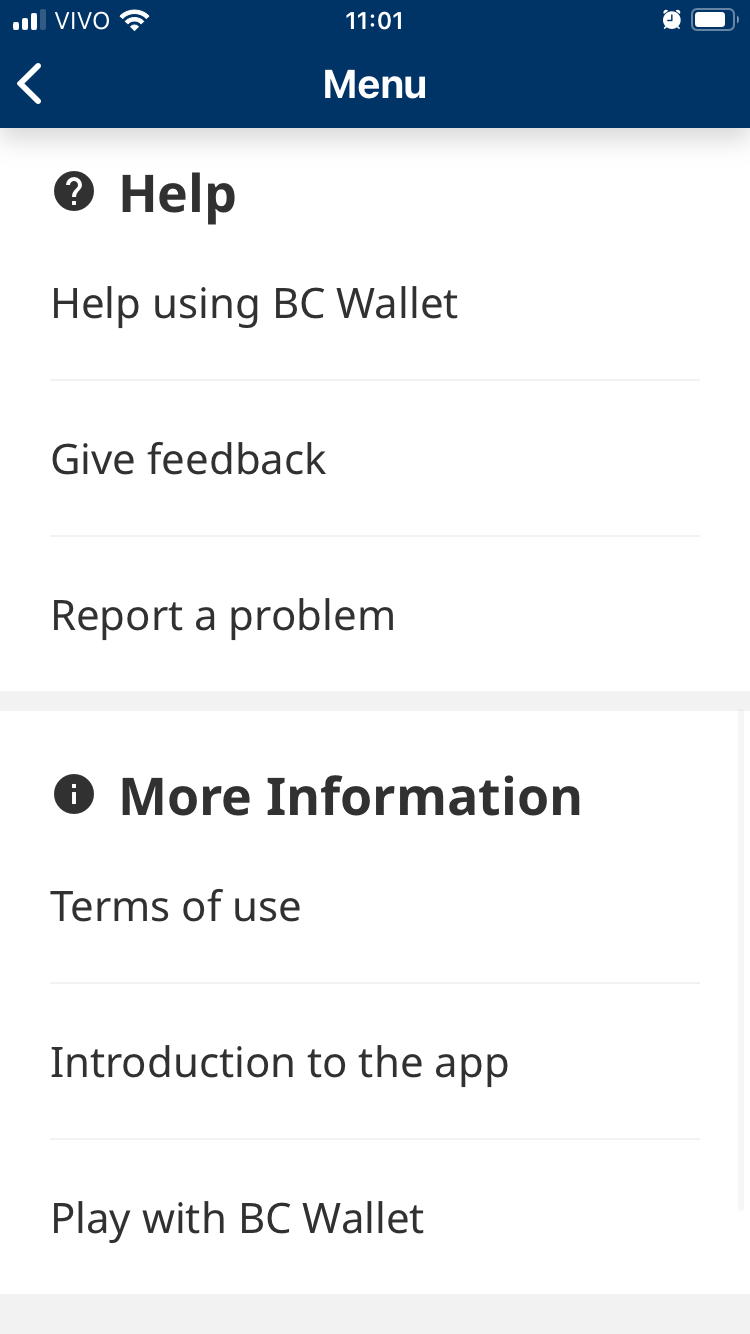 VIVO 11:01
Menu
Help
Help using BC Wallet
Give feedback
Report a problem
More Information
Terms of use
Introduction to the app
Play with BC Wallet